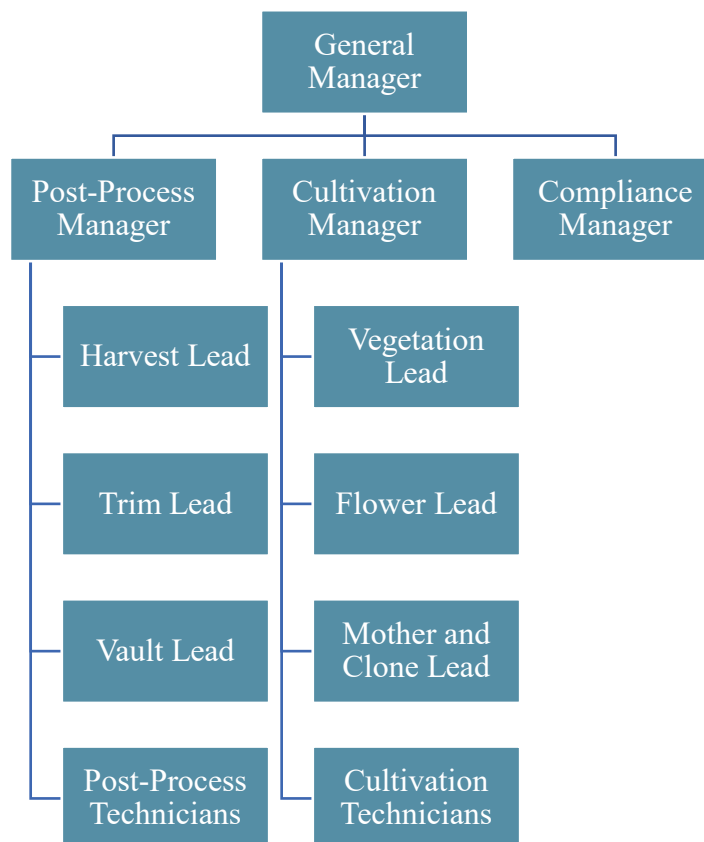 General
Manager
Post-Process
Manager
Cultivation
Manager
Compliance
Manager
Harvest Lead
Vegetation
Lead
Trim Lead
Flower Lead
Vault Lead
Mother and
Clone Lead
Post-Process
Technicians
Cultivation
Technicians